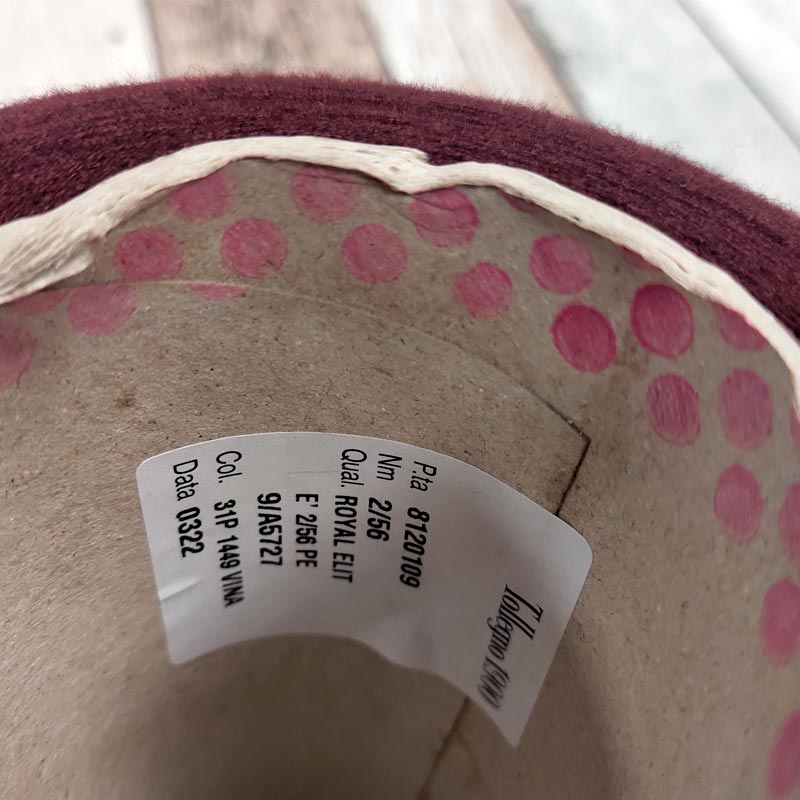 Tollegno 1900
P.ta 8120109
Nm 2/56
Qual. ROYAL ELIT
E' 2/56 PE
9/A5727
Col. 31P 1449 VINA
Data 0322